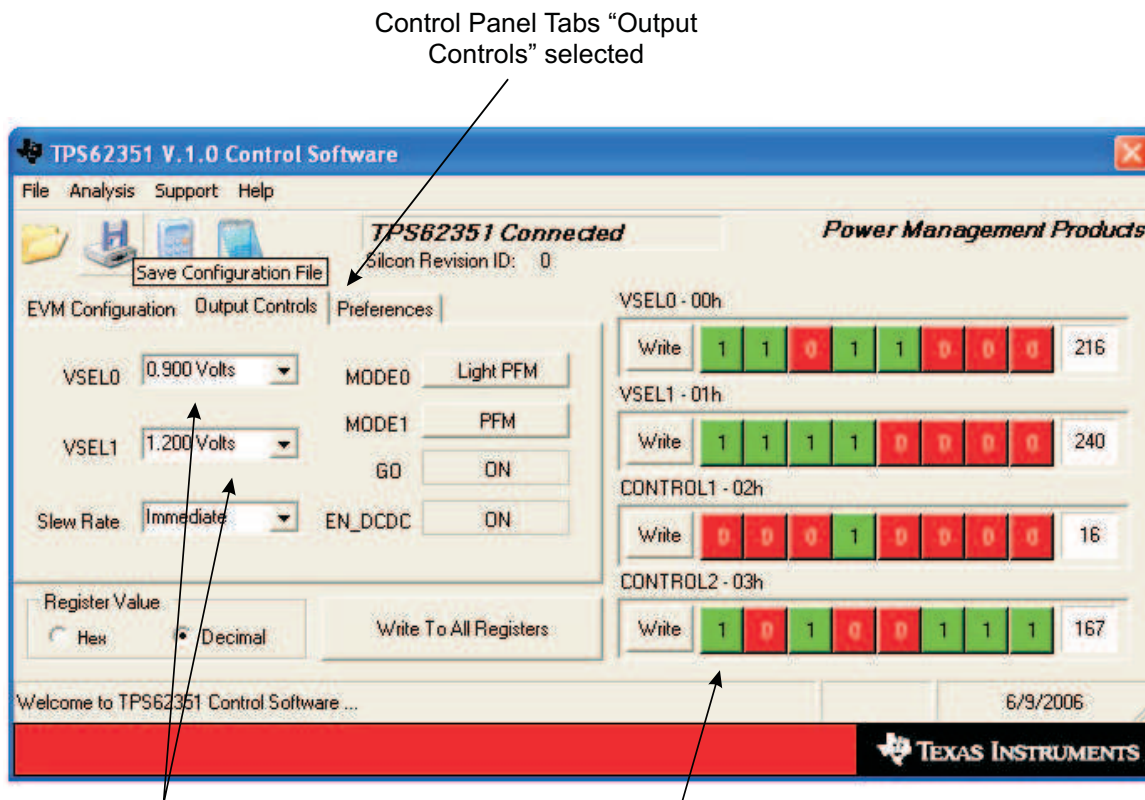 Control Panel Tabs “Output
Controls” selected
TPS62351 V.1.0 Control Software
File Analysis Support Help
TPS62351 Connected
Power Management Products
Silcon Revision ID: 0
Save Configuration File
EVM Configuration Output Controls Preferences
VSEL0 0.900 Volts
VSEL1 1.200 Volts
Slew Rate Immediate
MODE0 Light PFM
MODE1 PFM
GO ON
EN_DCDC ON
VSEL0 - 00h
Write 1 1 0 1 1 0 0 0 216
VSEL1 - 01h
Write 1 1 1 1 0 0 0 0 240
CONTROL1 - 02h
Write 0 0 0 1 0 0 0 0 16
CONTROL2 - 03h
Write 1 0 1 0 0 1 1 1 167
Register Value
Hex Decimal
Write To All Registers
Welcome to TPS62351 Control Software ...
6/9/2006
TEXAS INSTRUMENTS